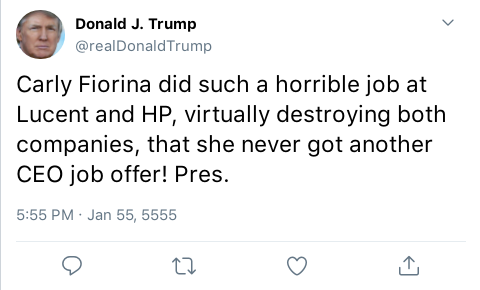 Donald J. Trump
@realDonaldTrump
Carly Fiorina did such a horrible job at
Lucent and HP, virtually destroying both
companies, that she never got another
CEO job offer! Pres.
5:55 PM · Jan 55, 5555